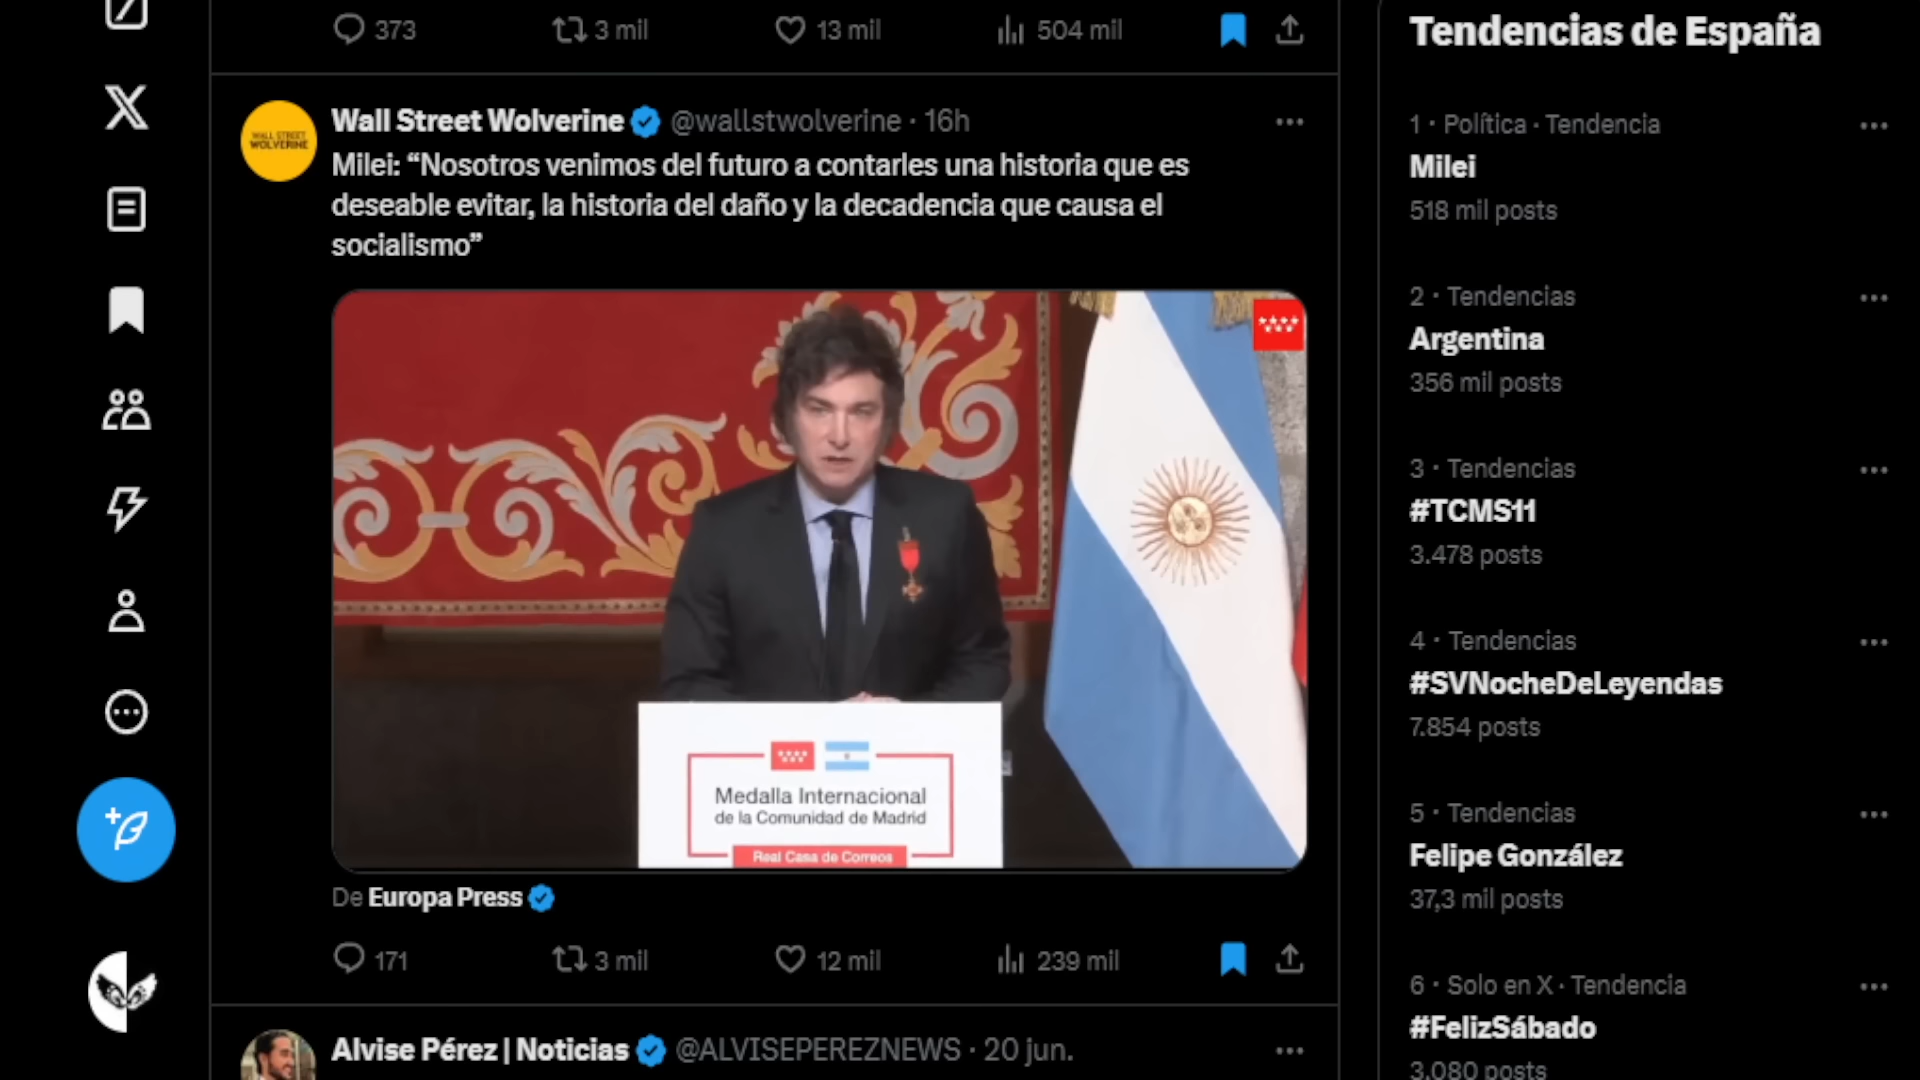 373
3 mil
13 mil
504 mil
Wall Street Wolverine @wallstwolverine · 16h
Milei: “Nosotros venimos del futuro a contarles una historia que es
deseable evitar, la historia del daño y la decadencia que causa el
socialismo”
WALL STREET
WOLVERINE
Medalla Internacional
de la Comunidad de Madrid
Real Casa de Correos
De Europa Press
171
3 mil
12 mil
239 mil
Alvise Pérez | Noticias @ALVISEPEREZNEWS · 20 jun.
Tendencias de España
1 · Política · Tendencia
Milei
518 mil posts
2 · Tendencias
Argentina
356 mil posts
3 · Tendencias
#TCMS11
3.478 posts
4 · Tendencias
#SVNocheDeLeyendas
7.854 posts
5 · Tendencias
Felipe González
37,3 mil posts
6 · Solo en X · Tendencia
#FelizSábado
3.080 posts